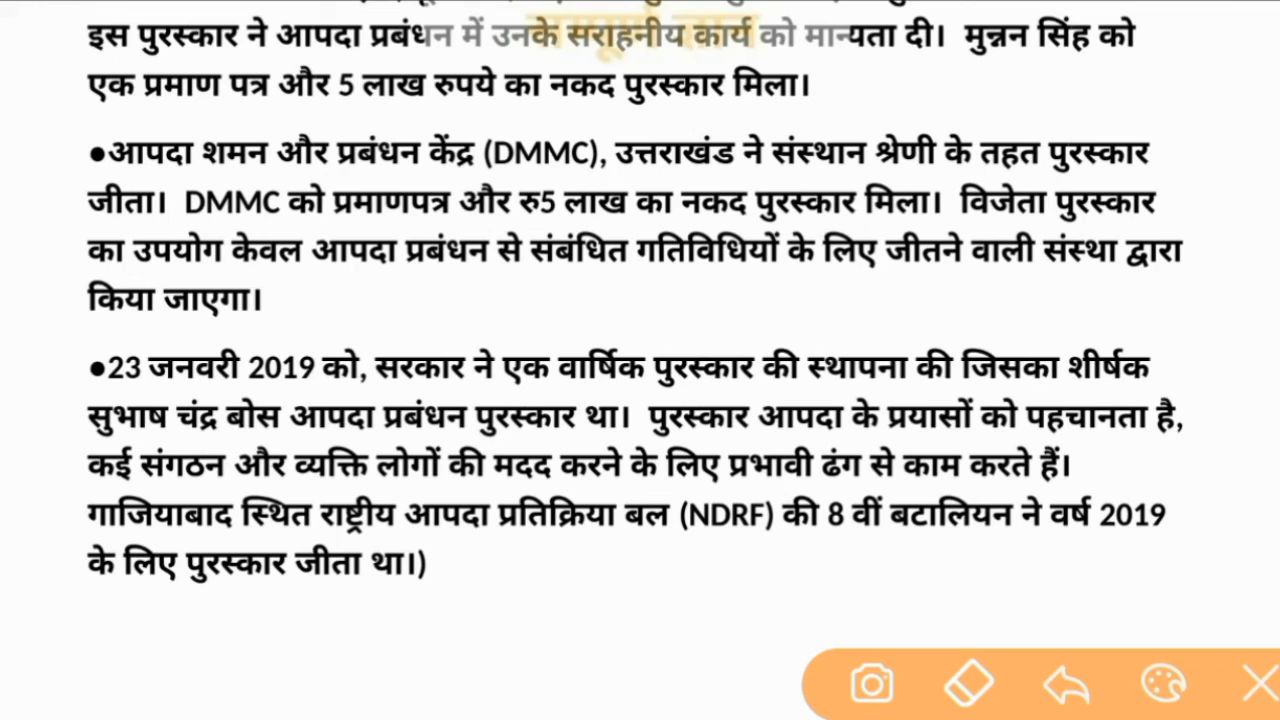 इस पुरस्कार ने आपदा प्रबंधन में उनके सराहनीय कार्य को मान्यता दी। मुन्नन सिंह को
एक प्रमाण पत्र और 5 लाख रुपये का नकद पुरस्कार मिला।
●आपदा शमन और प्रबंधन केंद्र (DMMC), उत्तराखंड ने संस्थान श्रेणी के तहत पुरस्कार
जीता। DMMC को प्रमाणपत्र और रु5 लाख का नकद पुरस्कार मिला। विजेता पुरस्कार
का उपयोग केवल आपदा प्रबंधन से संबंधित गतिविधियों के लिए जीतने वाली संस्था द्वारा
किया जाएगा।
●23 जनवरी 2019 को, सरकार ने एक वार्षिक पुरस्कार की स्थापना की जिसका शीर्षक
सुभाष चंद्र बोस आपदा प्रबंधन पुरस्कार था। पुरस्कार आपदा के प्रयासों को पहचानता है,
कई संगठन और व्यक्ति लोगों की मदद करने के लिए प्रभावी ढंग से काम करते हैं।
गाजियाबाद स्थित राष्ट्रीय आपदा प्रतिक्रिया बल (NDRF) की 8 वीं बटालियन ने वर्ष 2019
के लिए पुरस्कार जीता था।)